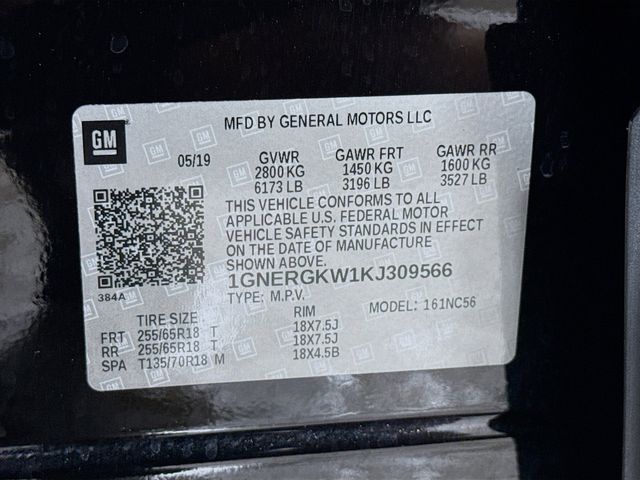 MFD BY GENERAL MOTORS LLC
GM
05/19 GVWR GAWR FRT GAWR RR
2800 KG 1450 KG 1600 KG
6173 LB 3196 LB 3527 LB
THIS VEHICLE CONFORMS TO ALL
APPLICABLE U.S. FEDERAL MOTOR
VEHICLE SAFETY STANDARDS IN EFFECT
ON THE DATE OF MANUFACTURE
SHOWN ABOVE.
1GNERGKW1KJ309566
384A
TYPE: M.P.V. MODEL: 161NC56
TIRE SIZE RIM
FRT 255/65R18 T 18X7.5J
RR 255/65R18 T 18X7.5J
SPA T135/70R18 M 18X4.5B